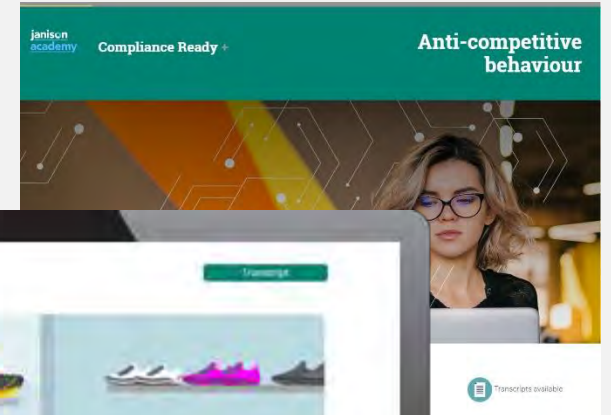 janison
academy
Compliance Ready +
Anti-competitive
behaviour
Transcript
Transcripts available